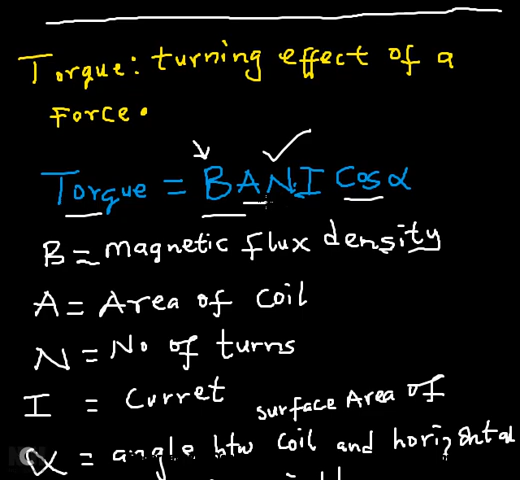 Torque: turning effect of a
Force.
Torque = BANI Cosα
B = magnetic flux density
A = Area of coil
N = No of turns
I = Curret
surface Area of
α = angle btw coil and horizontal